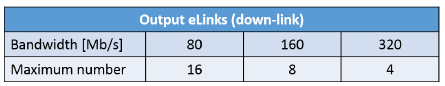 Output eLinks (down-link)
Bandwidth [Mb/s] 80 160 320
Maximum number 16 8 4